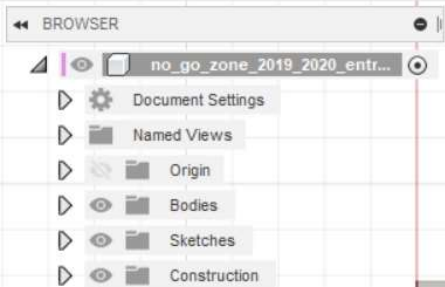 BROWSER
no_go_zone_2019_2020_entr...
Document Settings
Named Views
Origin
Bodies
Sketches
Construction